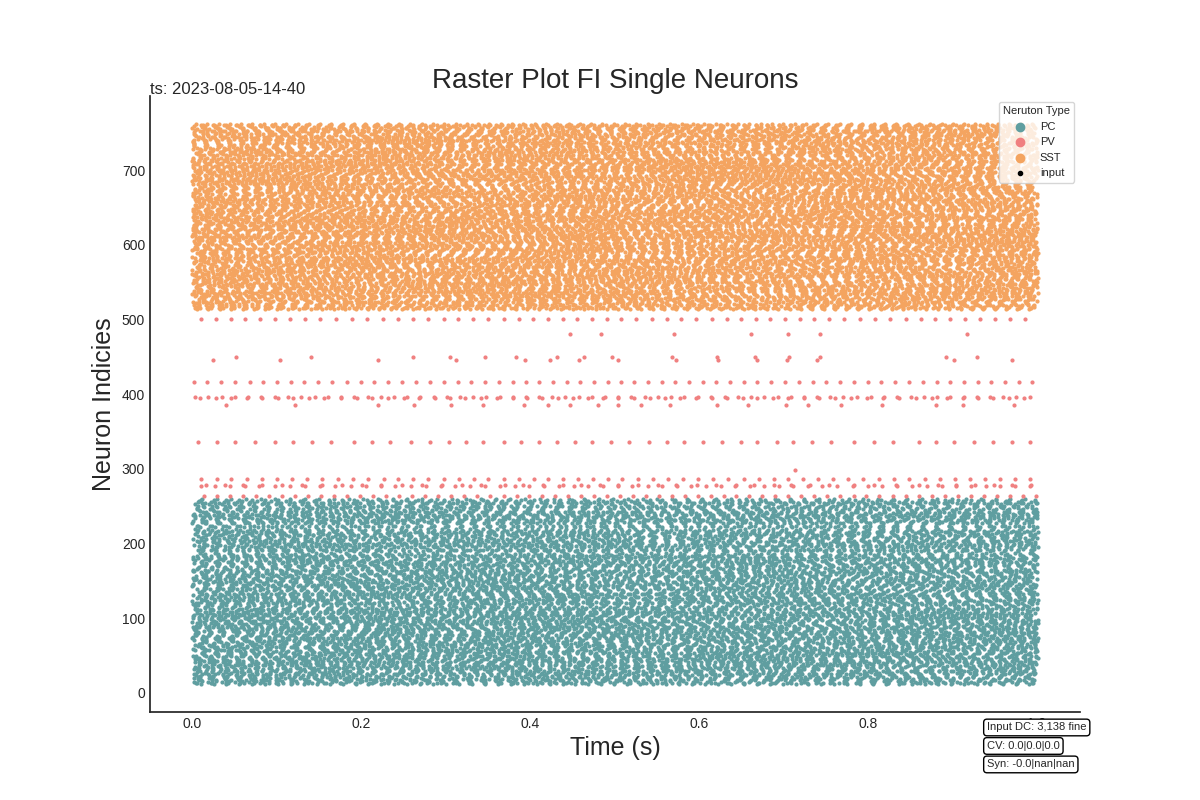 Raster Plot FI Single Neurons
ts: 2023-08-05-14-40
Neruton Type
PC
PV
SST
input
Neuron Indicies
700
600
500
400
300
200
100
0
0.0
0.2
0.4
0.6
0.8
Time (s)
Input DC: 3,138 fine
CV: 0.0|0.0|0.0
Syn: -0.0|nan|nan